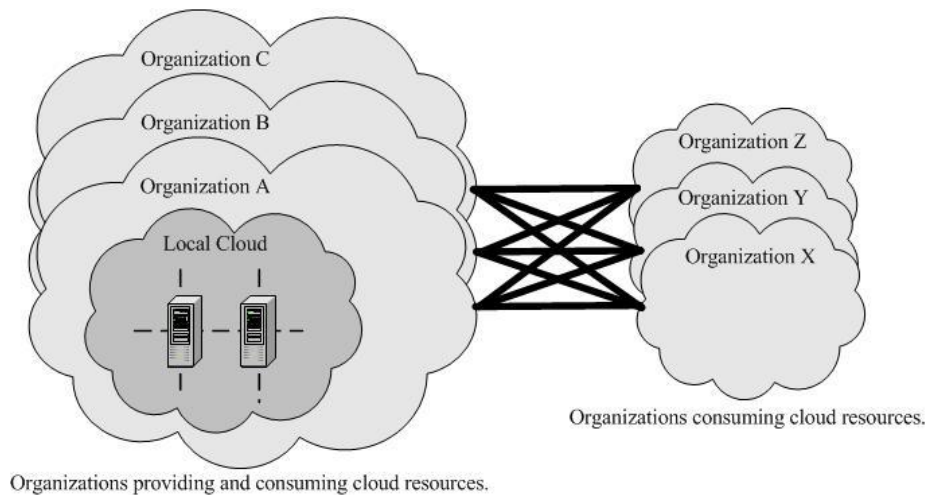 Organization C
Organization B
Organization A
Local Cloud
Organization Z
Organization Y
Organization X
Organizations consuming cloud resources.
Organizations providing and consuming cloud resources.